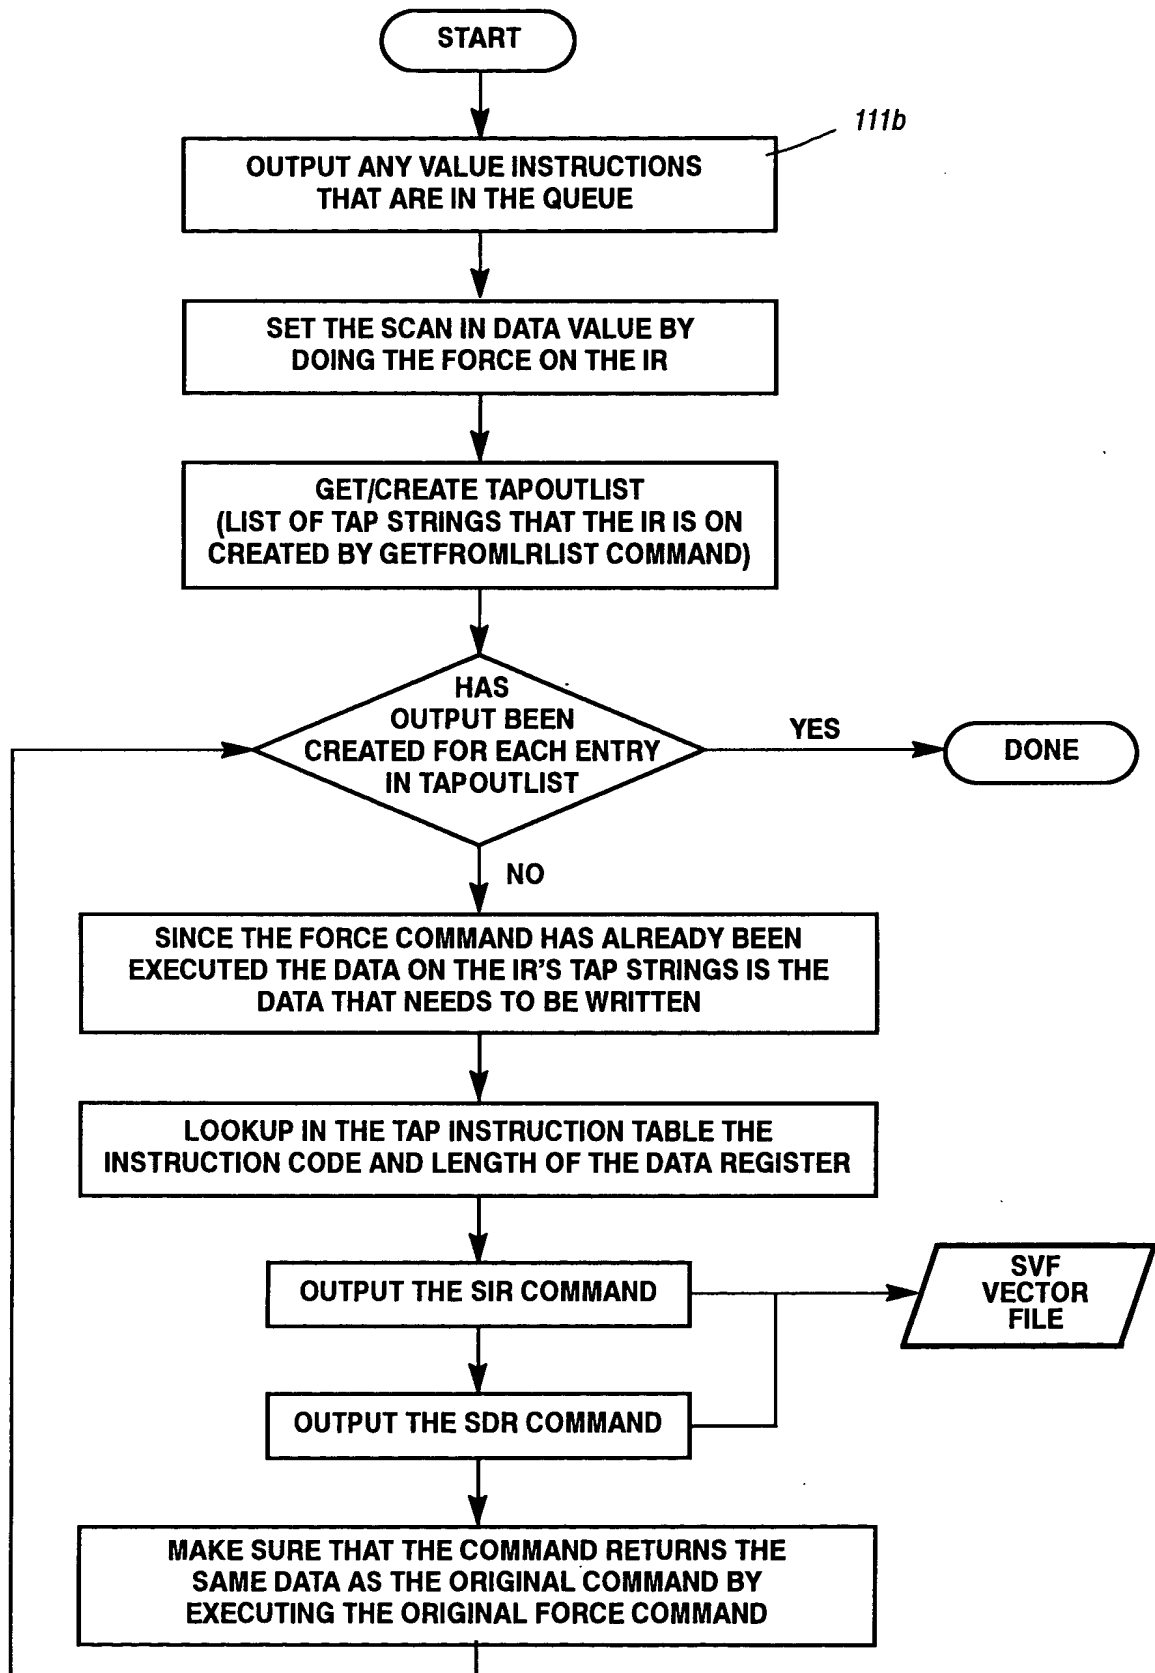 START
111b
OUTPUT ANY VALUE INSTRUCTIONS
THAT ARE IN THE QUEUE
SET THE SCAN IN DATA VALUE BY
DOING THE FORCE ON THE IR
GET/CREATE TAPOUTLIST
(LIST OF TAP STRINGS THAT THE IR IS ON
CREATED BY GETFROMLRLIST COMMAND)
HAS
OUTPUT BEEN
CREATED FOR EACH ENTRY
IN TAPOUTLIST
YES
DONE
NO
SINCE THE FORCE COMMAND HAS ALREADY BEEN
EXECUTED THE DATA ON THE IR'S TAP STRINGS IS THE
DATA THAT NEEDS TO BE WRITTEN
LOOKUP IN THE TAP INSTRUCTION TABLE THE
INSTRUCTION CODE AND LENGTH OF THE DATA REGISTER
OUTPUT THE SIR COMMAND
SVF
VECTOR
FILE
OUTPUT THE SDR COMMAND
MAKE SURE THAT THE COMMAND RETURNS THE
SAME DATA AS THE ORIGINAL COMMAND BY
EXECUTING THE ORIGINAL FORCE COMMAND